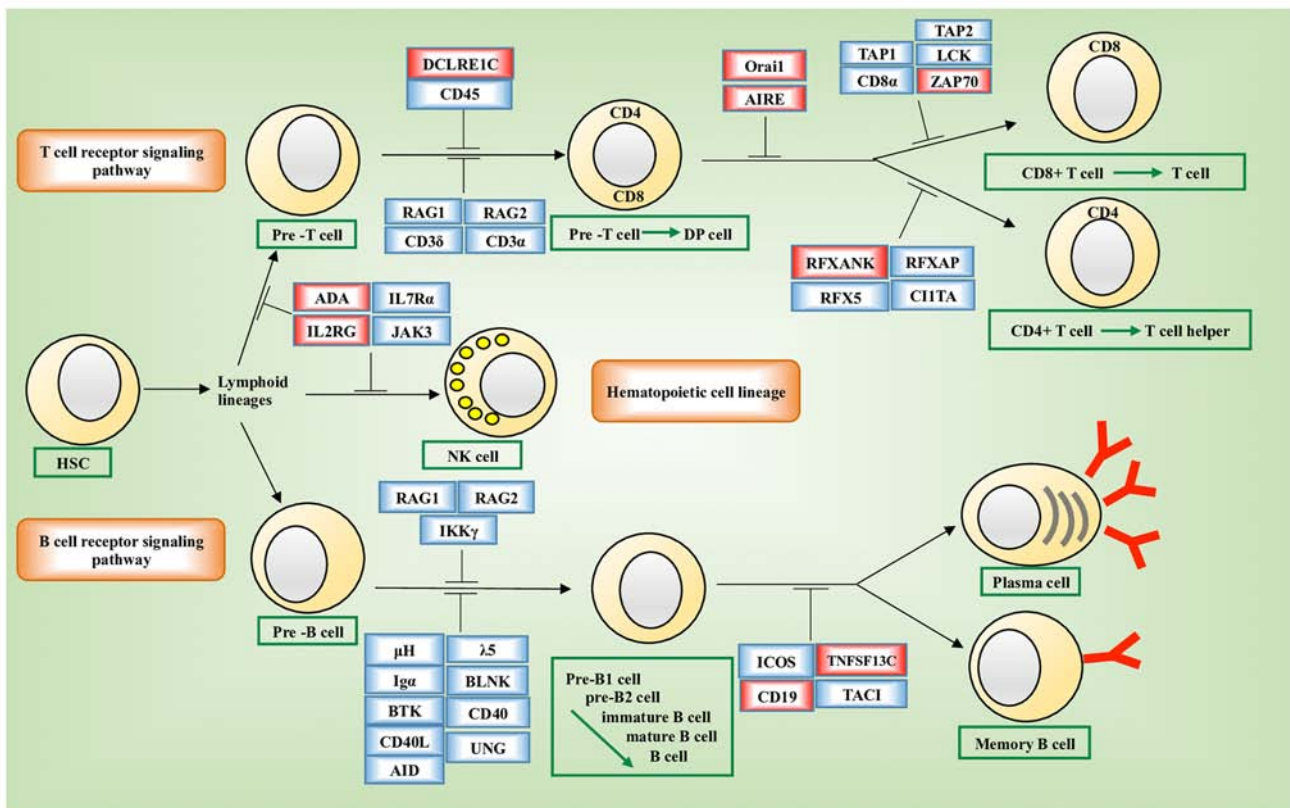 TAP2
DCLRE1C
Orai1
TAP1
LCK
CD8
CD45
AIRE
CD8α
ZAP70
CD4
T cell receptor signaling
pathway
CD8+ T cell
T cell
CD8
RAG1
RAG2
Pre -T cell
CD3δ
CD3α
Pre -T cell
DP cell
CD4
RFXANK
RFXAP
ADA
IL7Rα
RFX5
CI1TA
IL2RG
JAK3
CD4+ T cell
T cell helper
Lymphoid
lineages
Hematopoietic cell lineage
HSC
NK cell
RAG1
RAG2
IKKγ
B cell receptor signaling
pathway
Plasma cell
Pre -B cell
μH
λ5
Igα
BLNK
BTK
CD40
CD40L
UNG
AID
Pre-B1 cell
pre-B2 cell
immature B cell
mature B cell
B cell
ICOS
TNFSF13C
CD19
TACI
Memory B cell